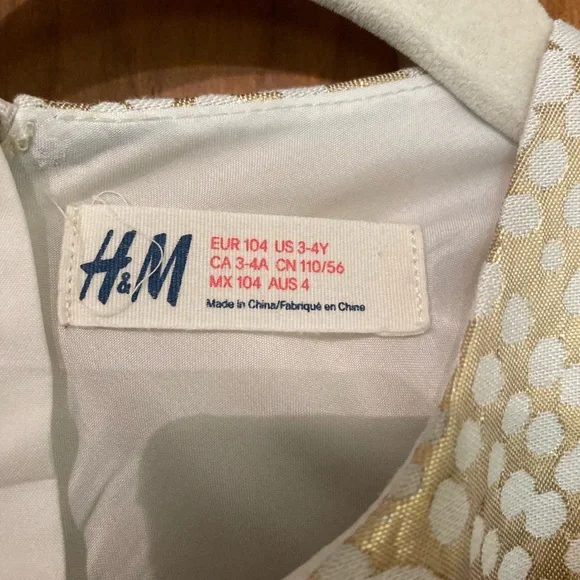 H&M
EUR 104 US 3-4Y
CA 3-4A CN 110/56
MX 104 AUS 4
Made in China/Fabriqué en Chine